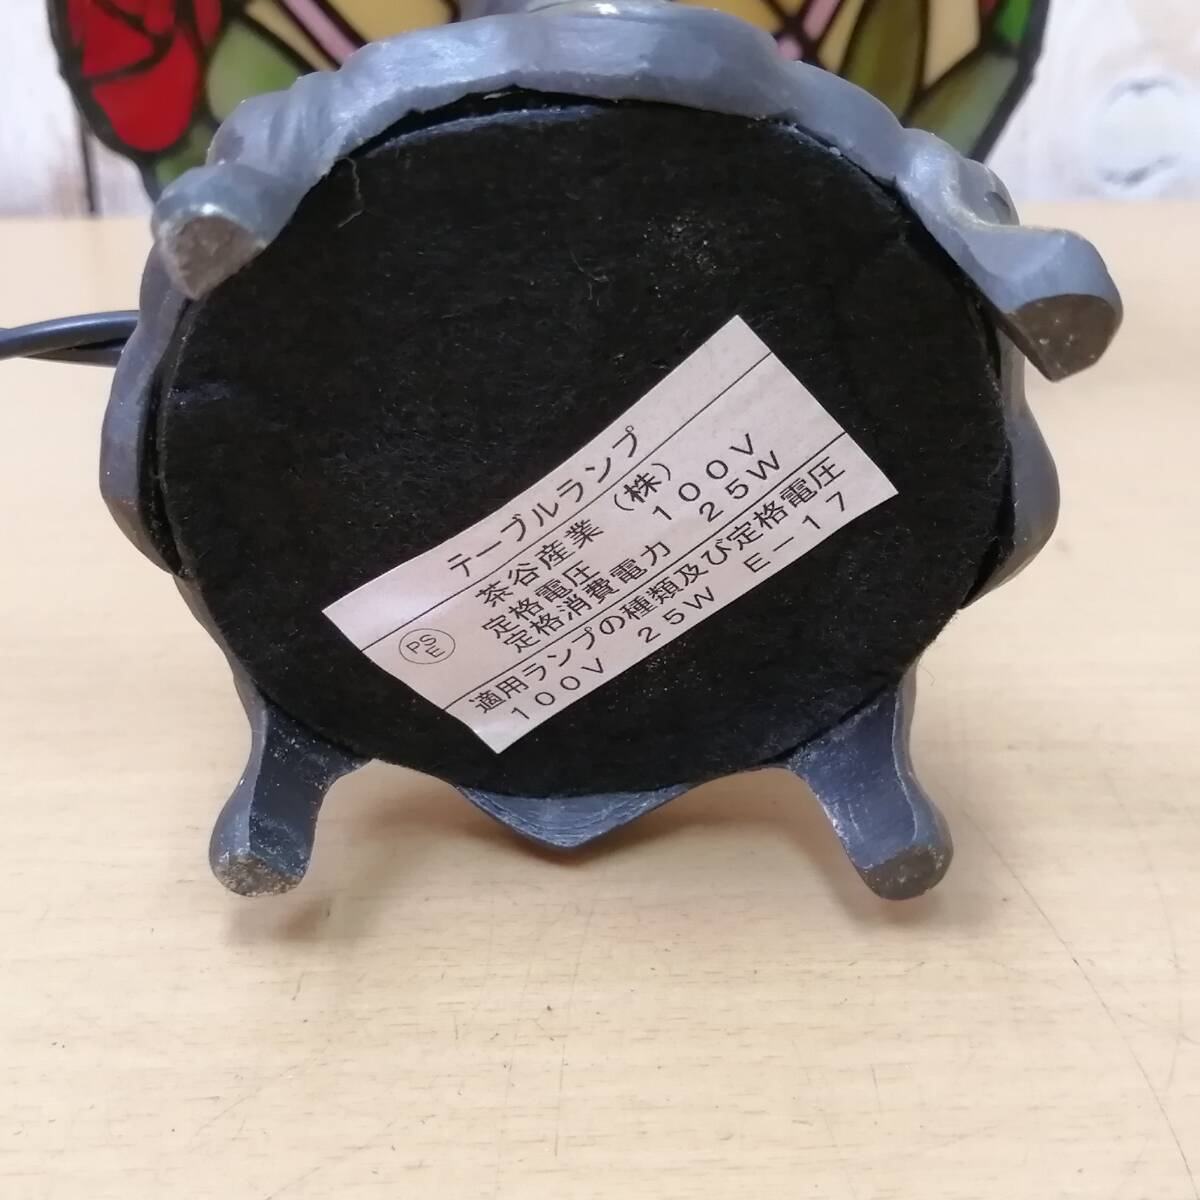 テーブルランプ
茶谷産業(株)
定格電圧 100V
定格消費電力 25W
PSE
適用ランプの種類及び定格電圧
100V 25W E-17